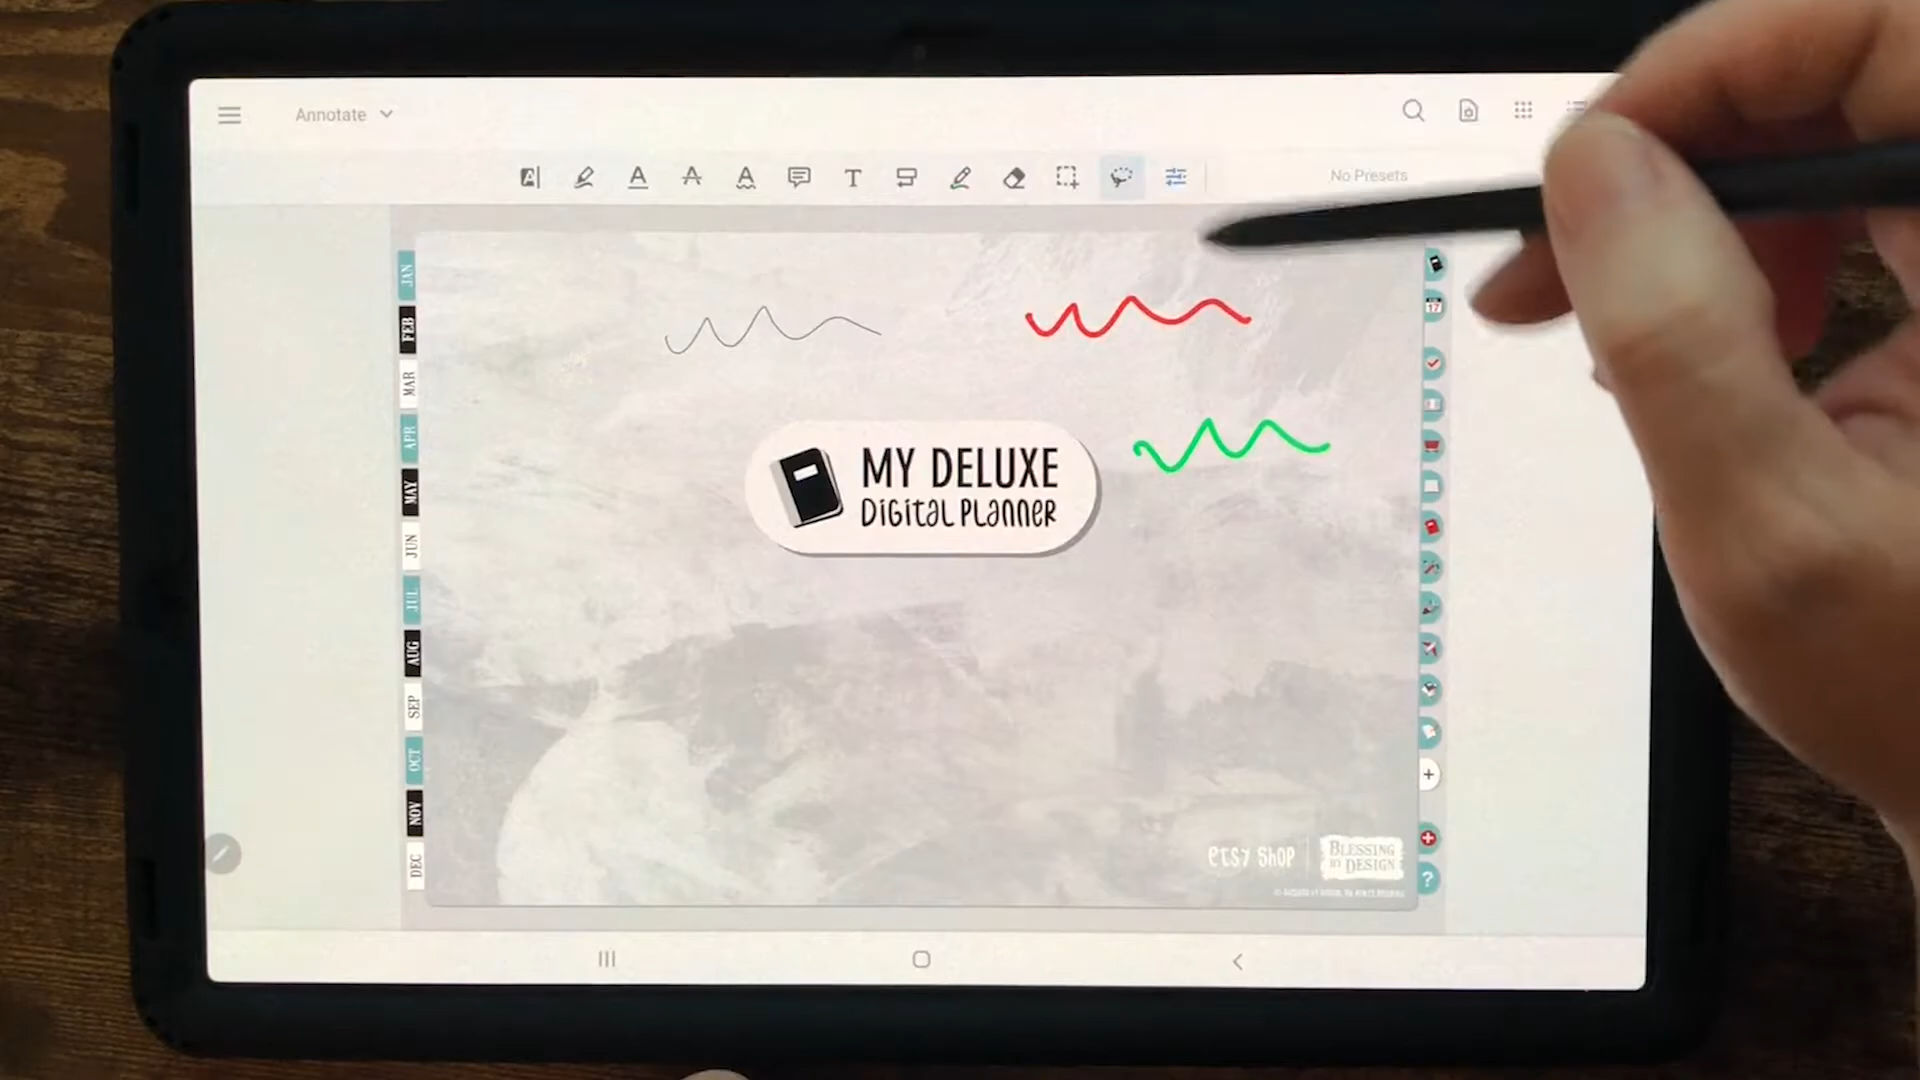 Annotate
No Presets
JAN
FEB
MAR
APR
MAY
JUN
JUL
AUG
SEP
OCT
NOV
DEC
17
MY DELUXE
Digital Planner
etsy shop
BLESSING
BY DESIGN